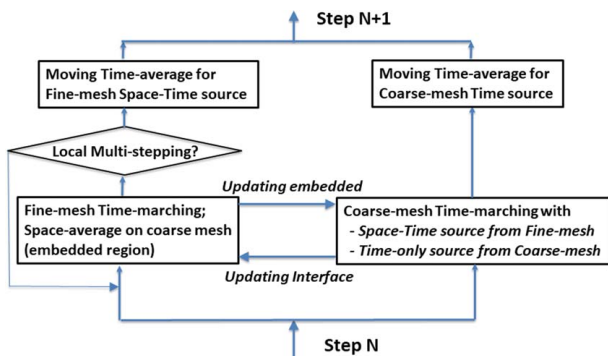 Step N+1
Moving Time-average for
Fine-mesh Space-Time source
Moving Time-average for
Coarse-mesh Time source
Local Multi-stepping?
Updating embedded
Fine-mesh Time-marching;
Space-average on coarse mesh
(embedded region)
Coarse-mesh Time-marching with
- Space-Time source from Fine-mesh
- Time-only source from Coarse-mesh
Updating Interface
Step N